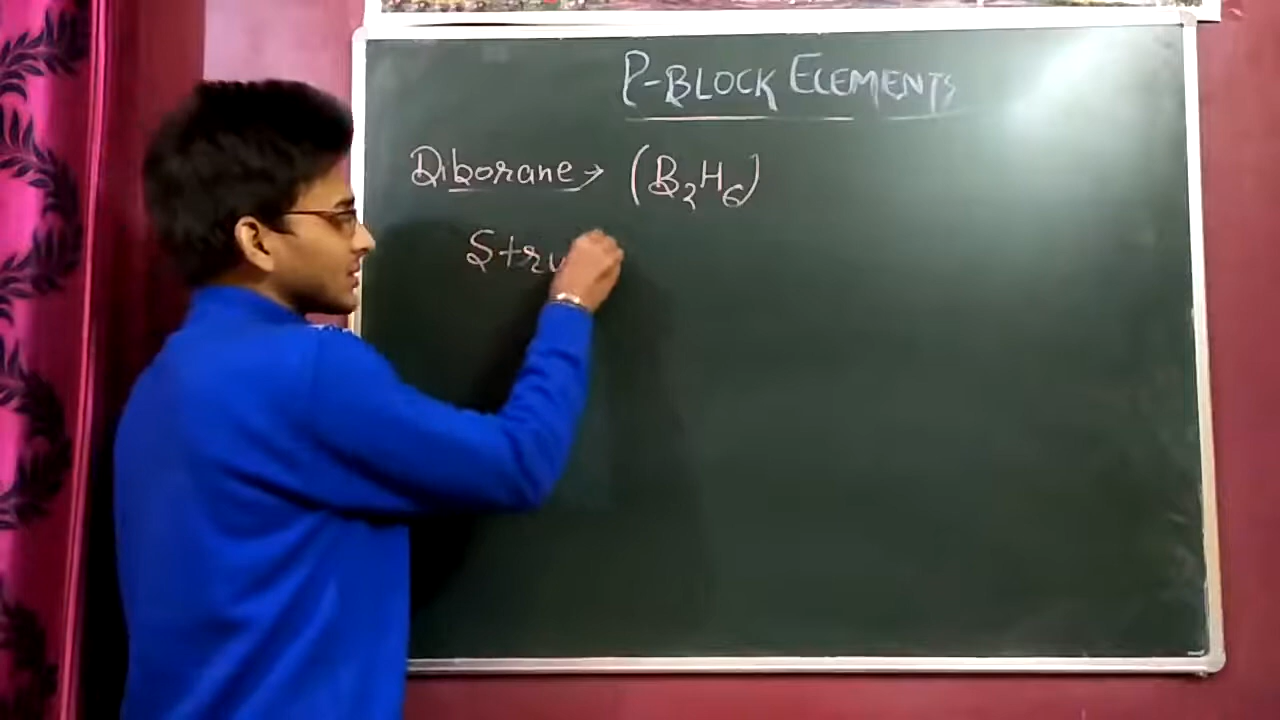 P-BLOCK ELEMENTS
Diborane → (B₂H₆)
Stru